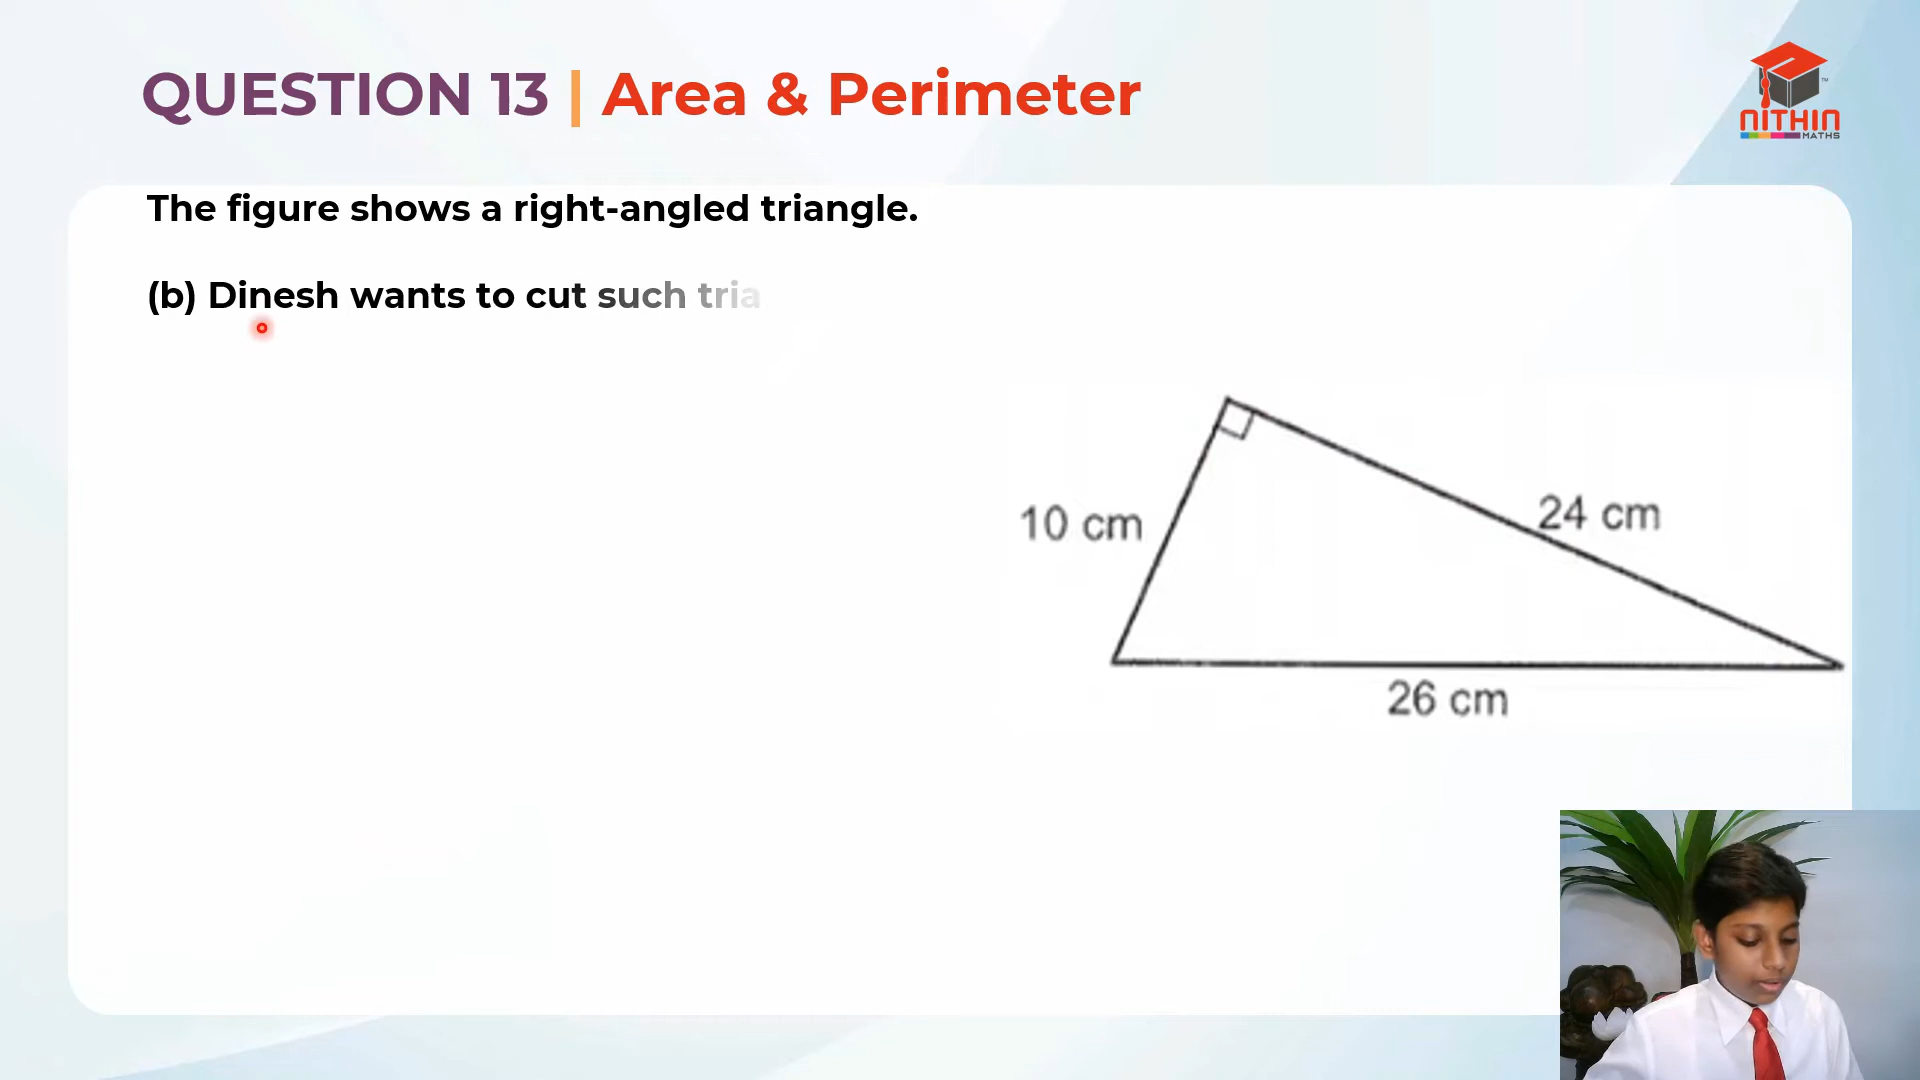 QUESTION 13 | Area & Perimeter
NITHIN
MATHS
TM
The figure shows a right-angled triangle.
(b) Dinesh wants to cut such tria
10 cm
24 cm
26 cm